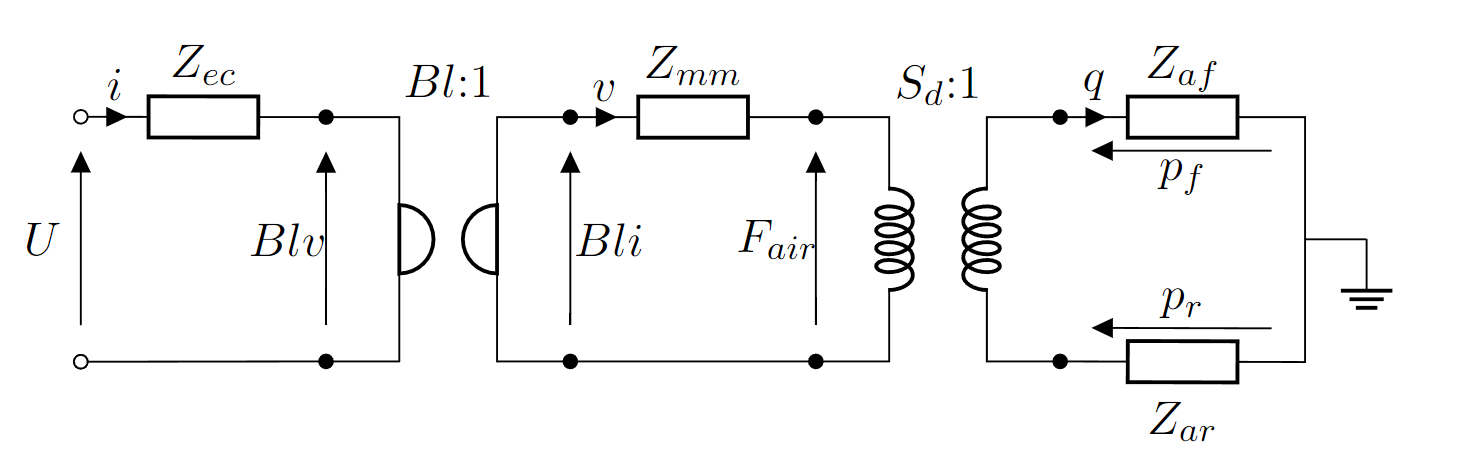 i
Z_{ec}
Bl:1
v
Z_{mm}
S_d:1
q
Z_{af}
p_f
U
Blv
Bli
F_{air}
p_r
Z_{ar}